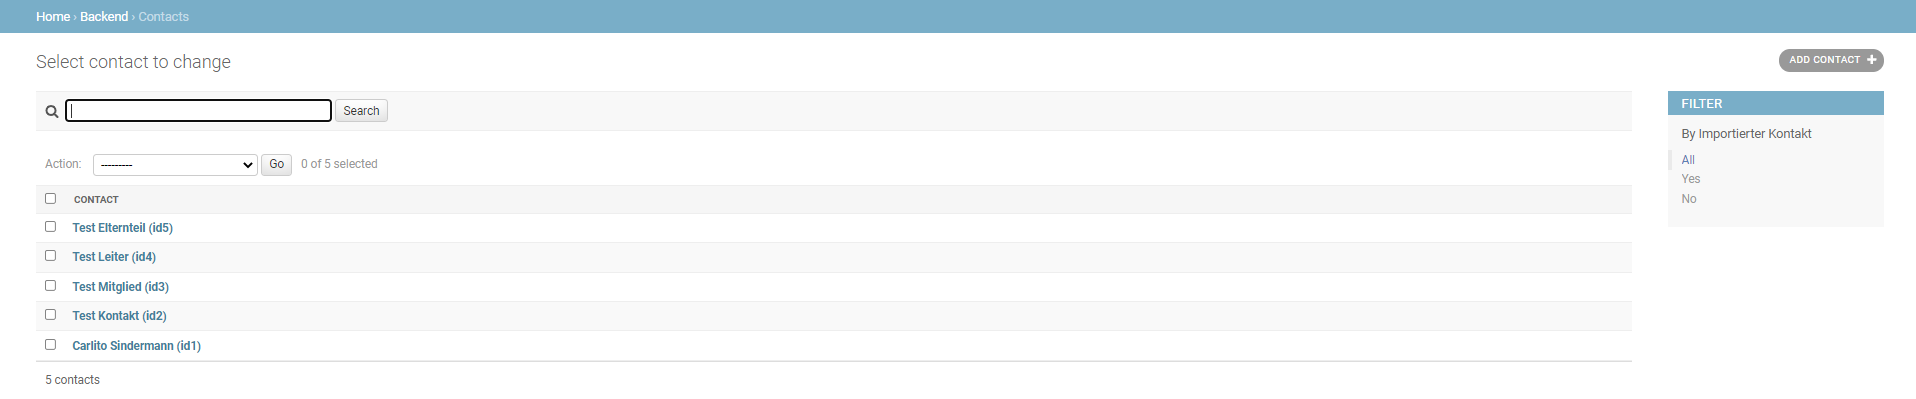 Home › Backend › Contacts
Select contact to change
ADD CONTACT +
Search
Action: --------- Go 0 of 5 selected
CONTACT
Test Elternteil (id5)
Test Leiter (id4)
Test Mitglied (id3)
Test Kontakt (id2)
Carlito Sindermann (id1)
5 contacts
FILTER
By Importierter Kontakt
All
Yes
No